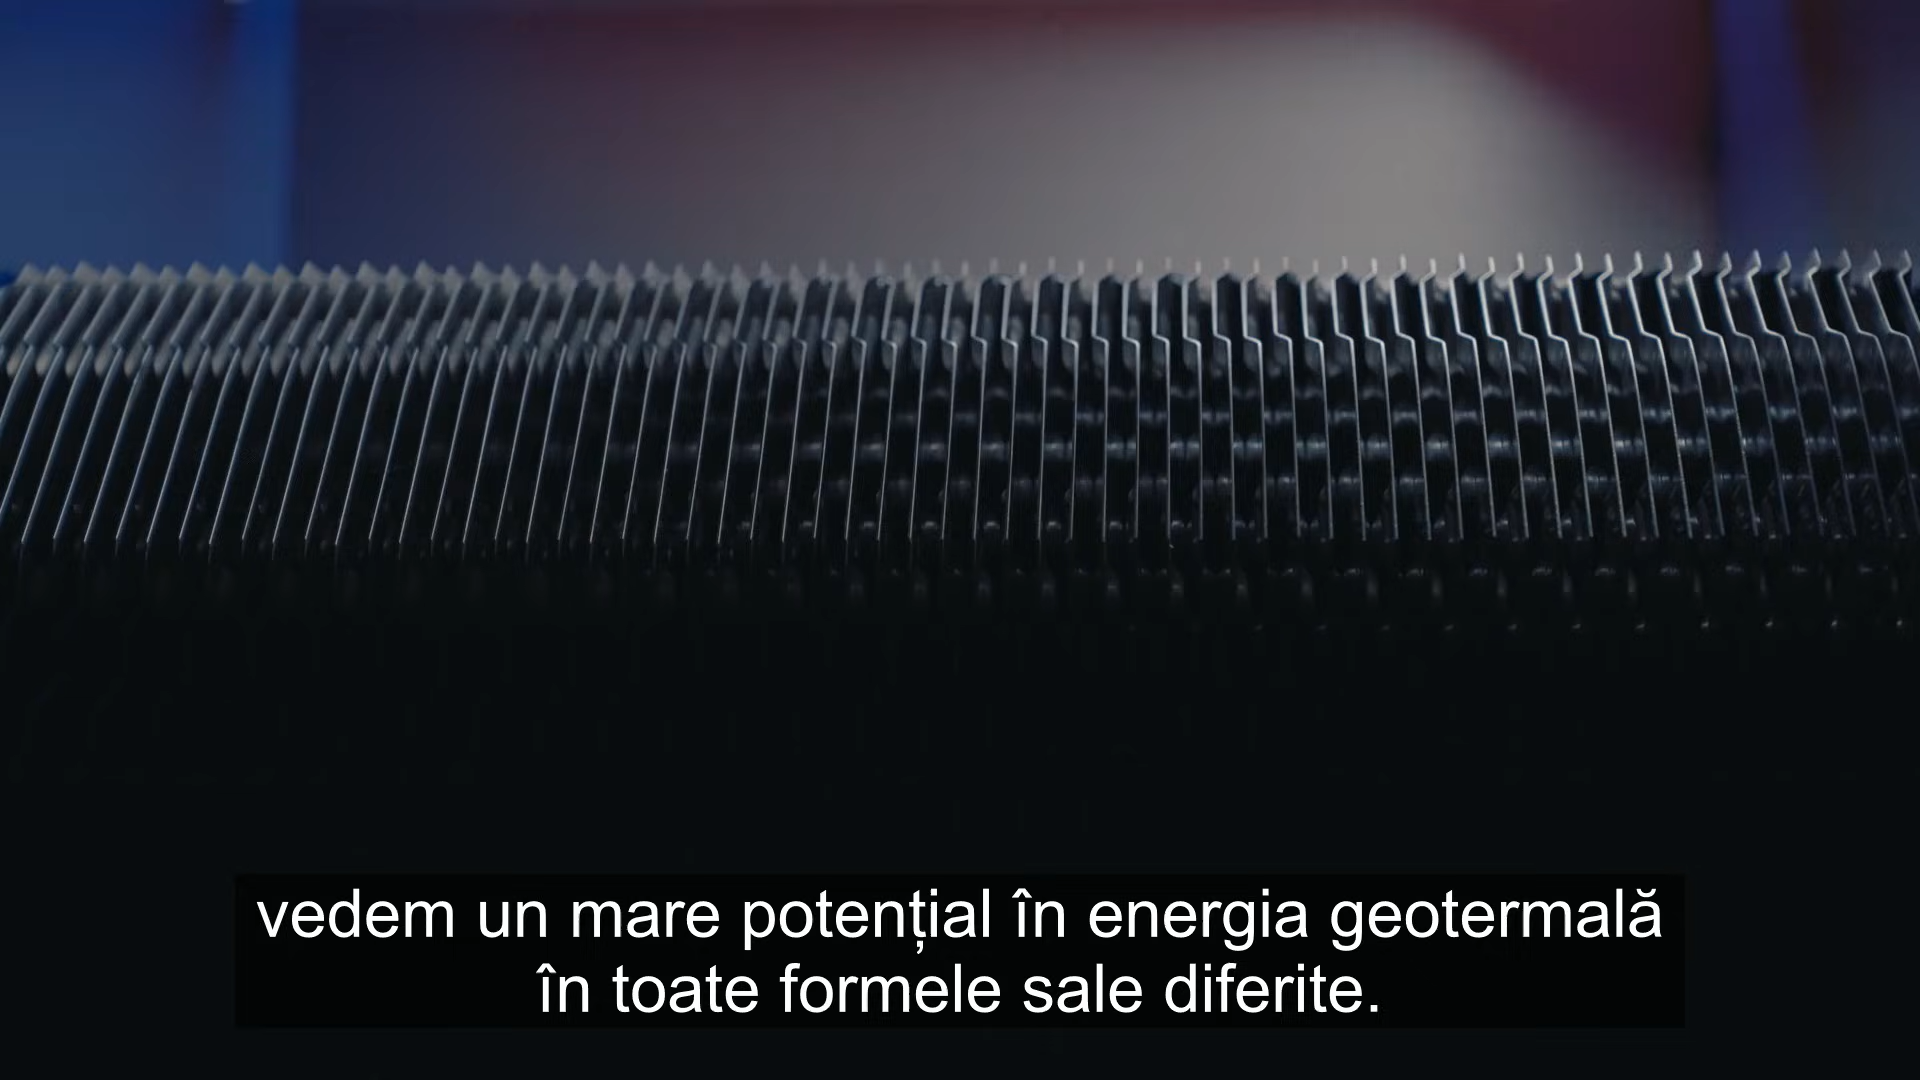 vedem un mare potențial în energia geotermală
în toate formele sale diferite.